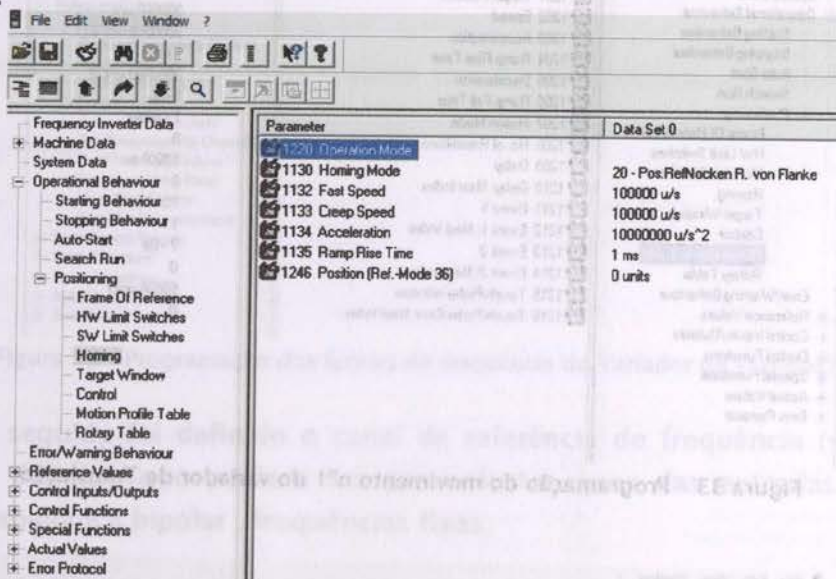 File Edit View Window ?
Frequency Inverter Data
Machine Data
System Data
Operational Behaviour
Starting Behaviour
Stopping Behaviour
Auto-Start
Search Run
Positioning
Frame Of Reference
HW Limit Switches
SW Limit Switches
Homing
Target Window
Control
Motion Profile Table
Rotary Table
Error/Warning Behaviour
Reference Values
Control Inputs/Outputs
Control Functions
Special Functions
Actual Values
Error Protocol
Parameter Data Set 0
1220 Operation Mode
1130 Homing Mode 20 - Pos.RefNocken R. von Flanke
1132 Fast Speed 100000 u/s
1133 Creep Speed 100000 u/s
1134 Acceleration 10000000 u/s^2
1135 Ramp Rise Time 1 ms
1246 Position (Ref.-Mode 36) 0 units
Figura 33 Programação do movimento nº1 do variador de